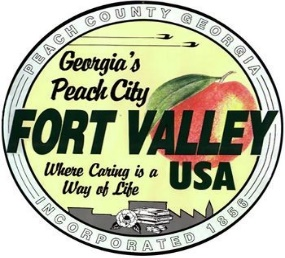 PEACH COUNTY GEORGIA
Georgia's
Peach City
FORT VALLEY
USA
Where Caring is a
Way of Life
INCORPORATED 1856